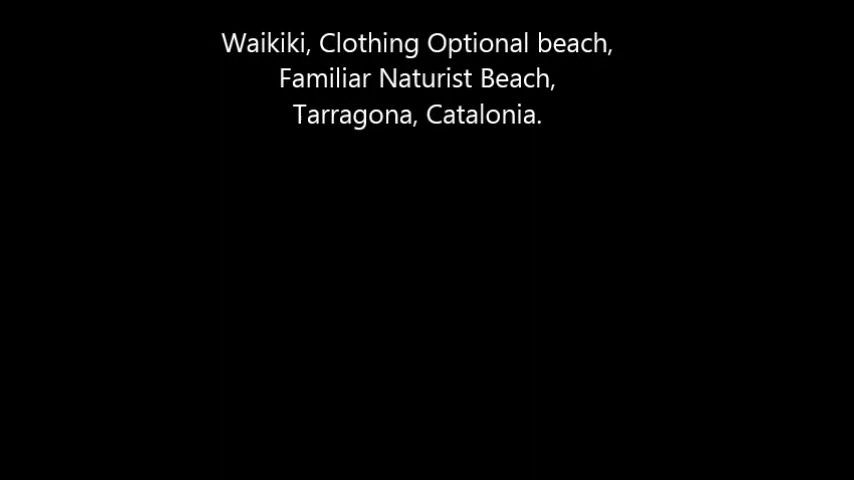 Waikiki, Clothing Optional beach,
Familiar Naturist Beach,
Tarragona, Catalonia.